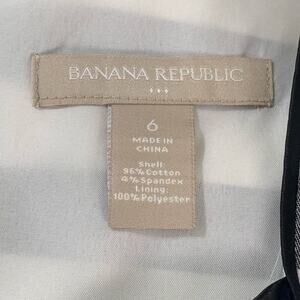 BANANA REPUBLIC
6
MADE IN
CHINA
Shell:
96% Cotton
4% Spandex
Lining:
100% Polyester